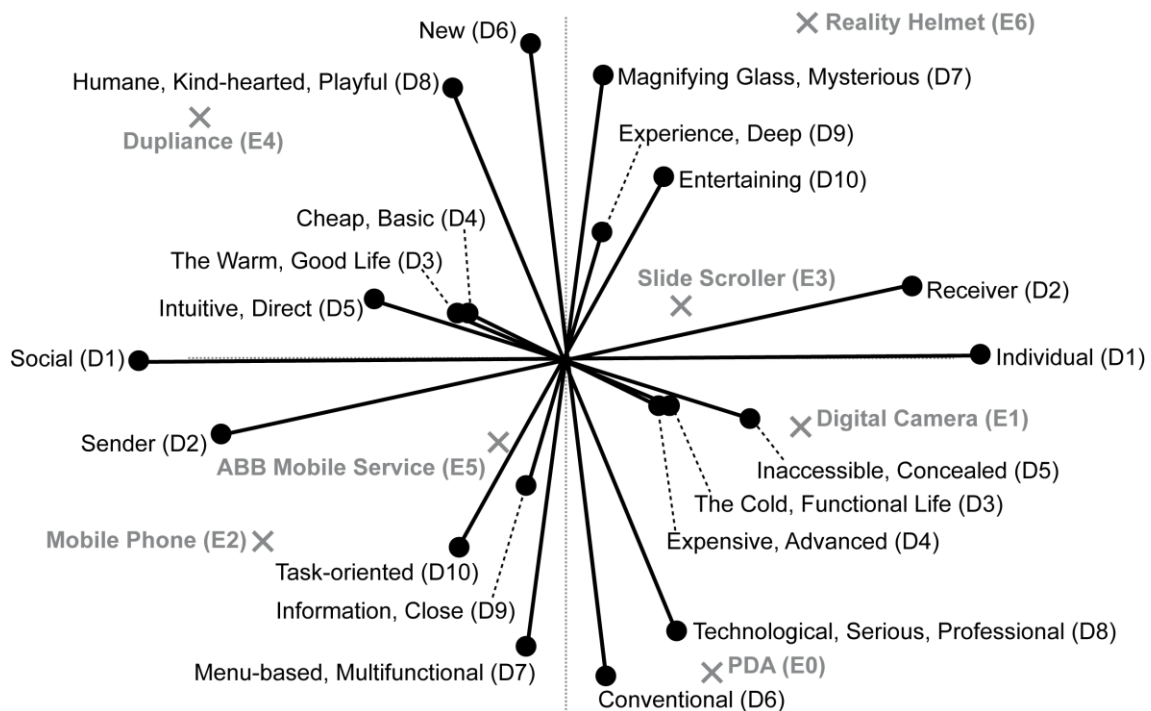 Reality Helmet (E6)
New (D6)
Humane, Kind-hearted, Playful (D8)
Magnifying Glass, Mysterious (D7)
Dupliance (E4)
Experience, Deep (D9)
Entertaining (D10)
Cheap, Basic (D4)
The Warm, Good Life (D3)
Slide Scroller (E3)
Intuitive, Direct (D5)
Receiver (D2)
Social (D1)
Individual (D1)
Sender (D2)
Digital Camera (E1)
ABB Mobile Service (E5)
Inaccessible, Concealed (D5)
The Cold, Functional Life (D3)
Mobile Phone (E2)
Expensive, Advanced (D4)
Task-oriented (D10)
Information, Close (D9)
Technological, Serious, Professional (D8)
Menu-based, Multifunctional (D7)
PDA (E0)
Conventional (D6)